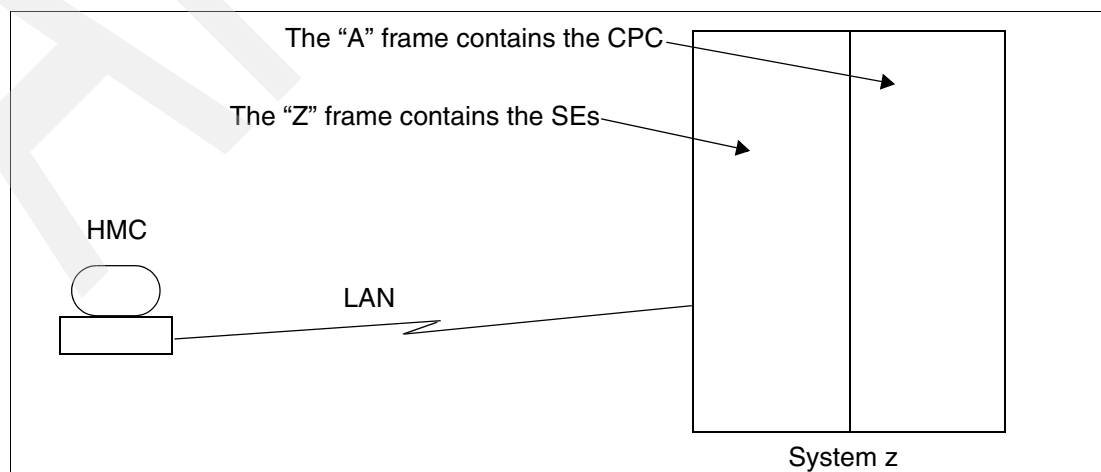 The “A” frame contains the CPC
The “Z” frame contains the SEs
HMC
LAN
System z